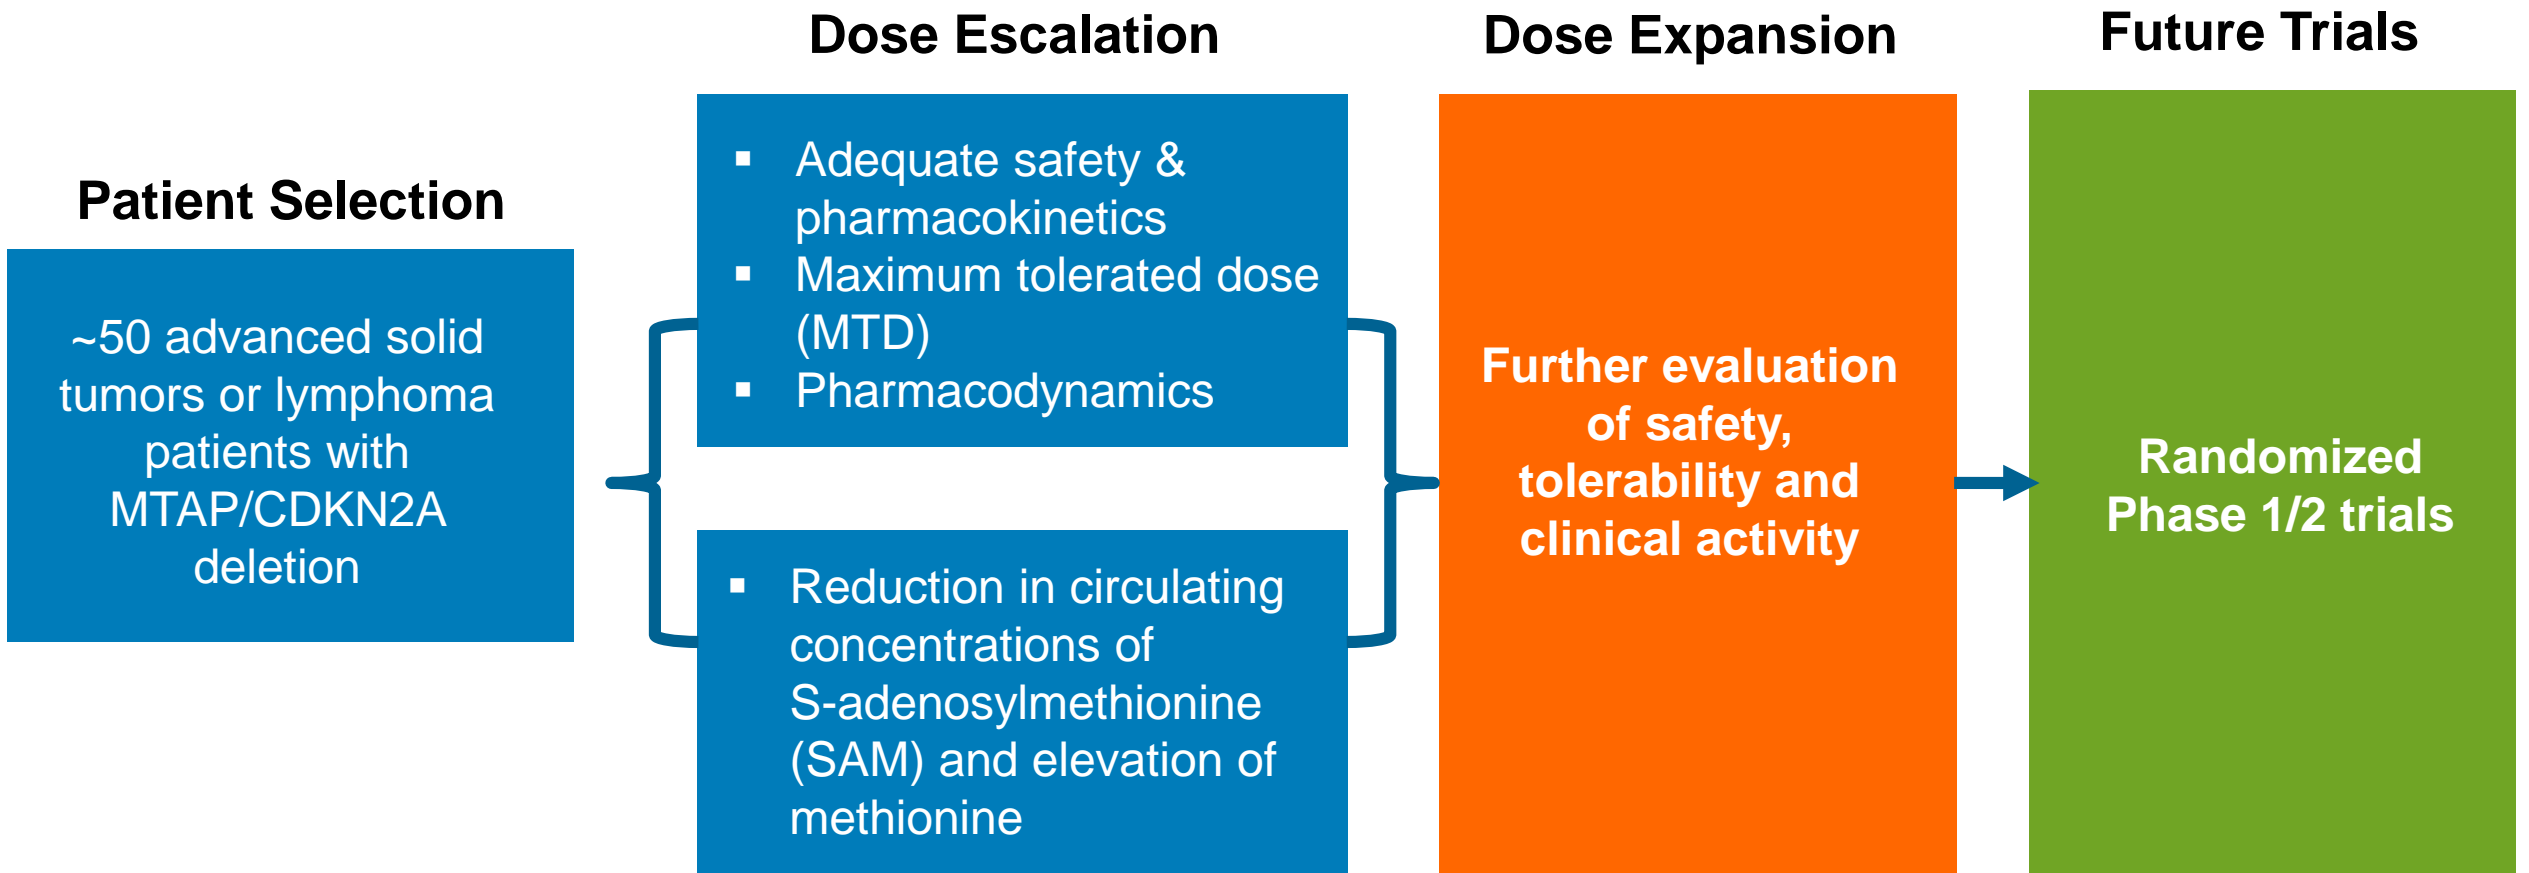 Patient Selection
~50 advanced solid
tumors or lymphoma
patients with
MTAP/CDKN2A
deletion
Dose Escalation
▪ Adequate safety &
pharmacokinetics
▪ Maximum tolerated dose
(MTD)
▪ Pharmacodynamics
▪ Reduction in circulating
concentrations of
S-adenosylmethionine
(SAM) and elevation of
methionine
Dose Expansion
Further evaluation
of safety,
tolerability and
clinical activity
Future Trials
Randomized
Phase 1/2 trials